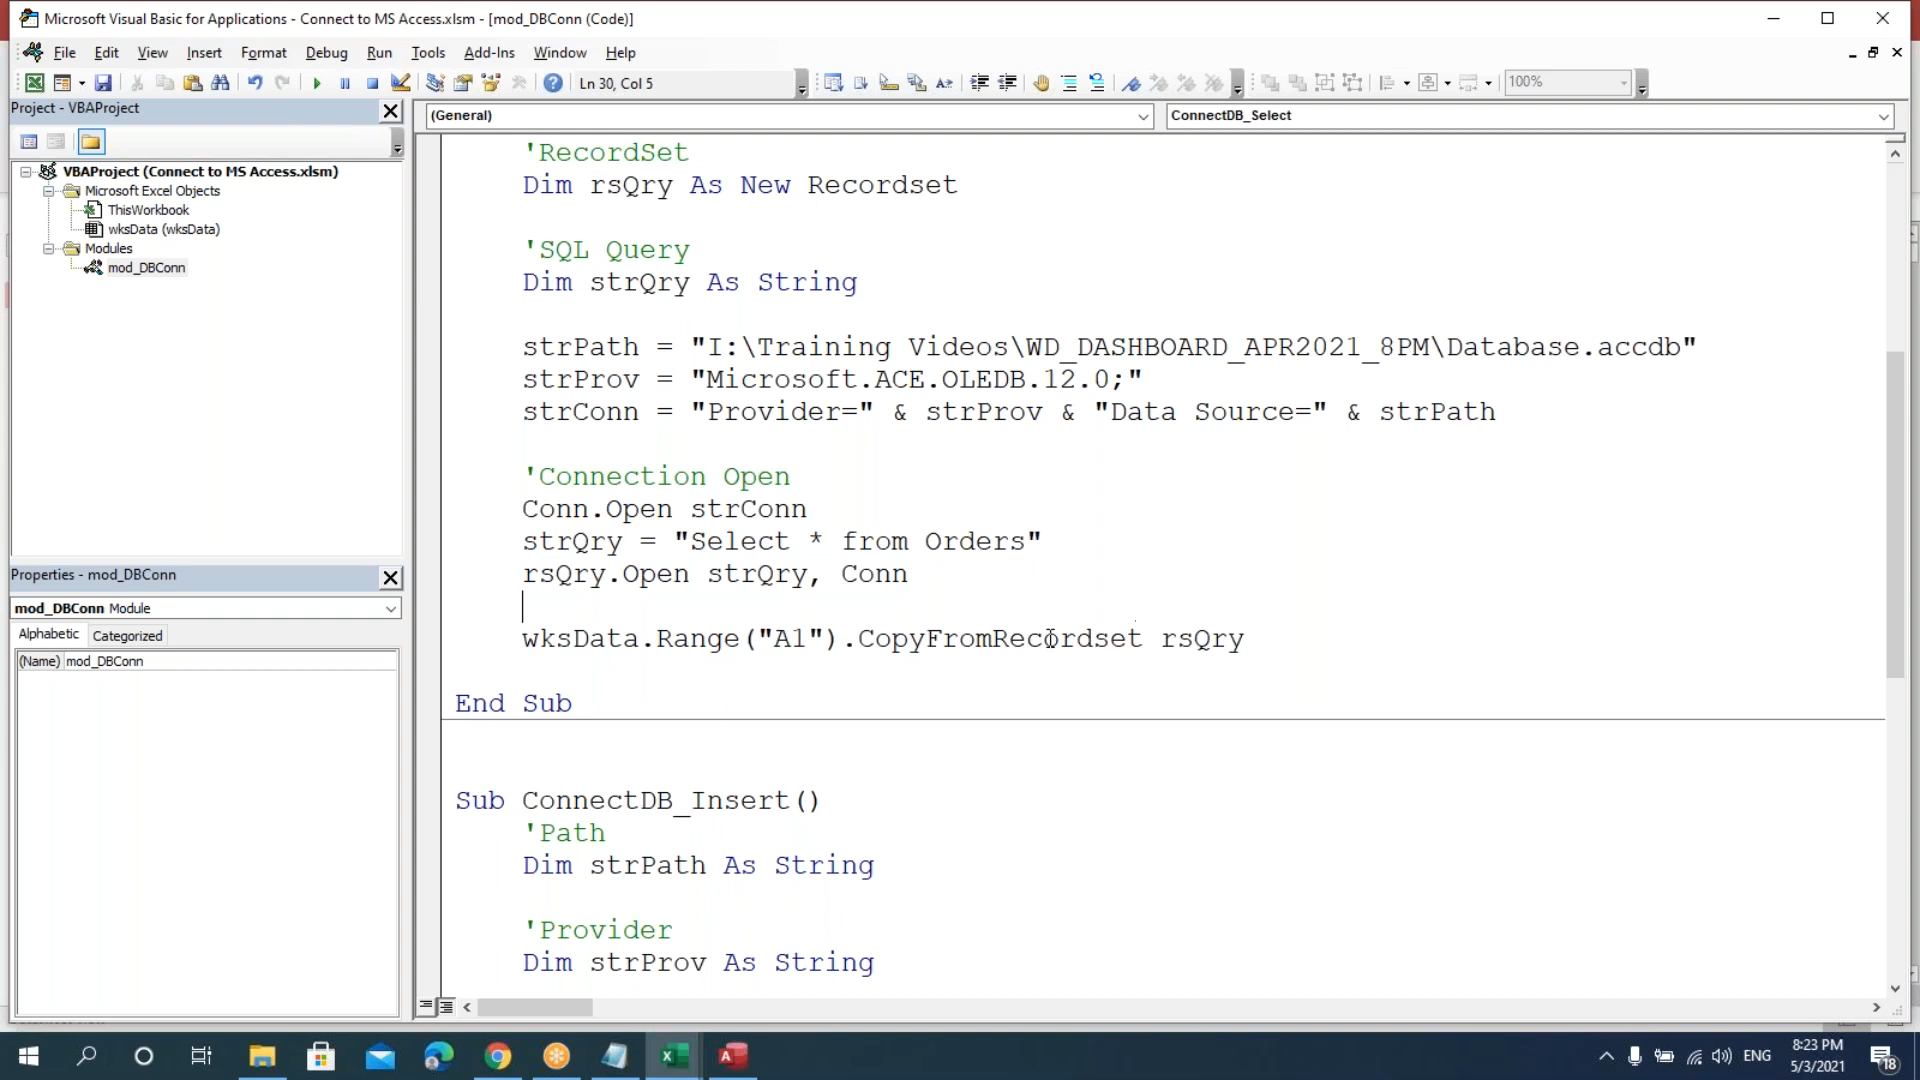 Microsoft Visual Basic for Applications - Connect to MS Access.xlsm - [mod_DBConn (Code)]
File Edit View Insert Format Debug Run Tools Add-Ins Window Help
Ln 30, Col 5
100%
Project - VBAProject
(General)
ConnectDB_Select
VBAProject (Connect to MS Access.xlsm)
Microsoft Excel Objects
ThisWorkbook
wksData (wksData)
Modules
mod_DBConn
Properties - mod_DBConn
mod_DBConn Module
Alphabetic Categorized
(Name) mod_DBConn
'RecordSet
Dim rsQry As New Recordset
'SQL Query
Dim strQry As String
strPath = "I:\Training Videos\WD_DASHBOARD_APR2021_8PM\Database.accdb"
strProv = "Microsoft.ACE.OLEDB.12.0;"
strConn = "Provider=" & strProv & "Data Source=" & strPath
'Connection Open
Conn.Open strConn
strQry = "Select * from Orders"
rsQry.Open strQry, Conn
wksData.Range("A1").CopyFromRecordset rsQry
End Sub
Sub ConnectDB_Insert()
'Path
Dim strPath As String
'Provider
Dim strProv As String
ENG
8:23 PM
5/3/2021
18